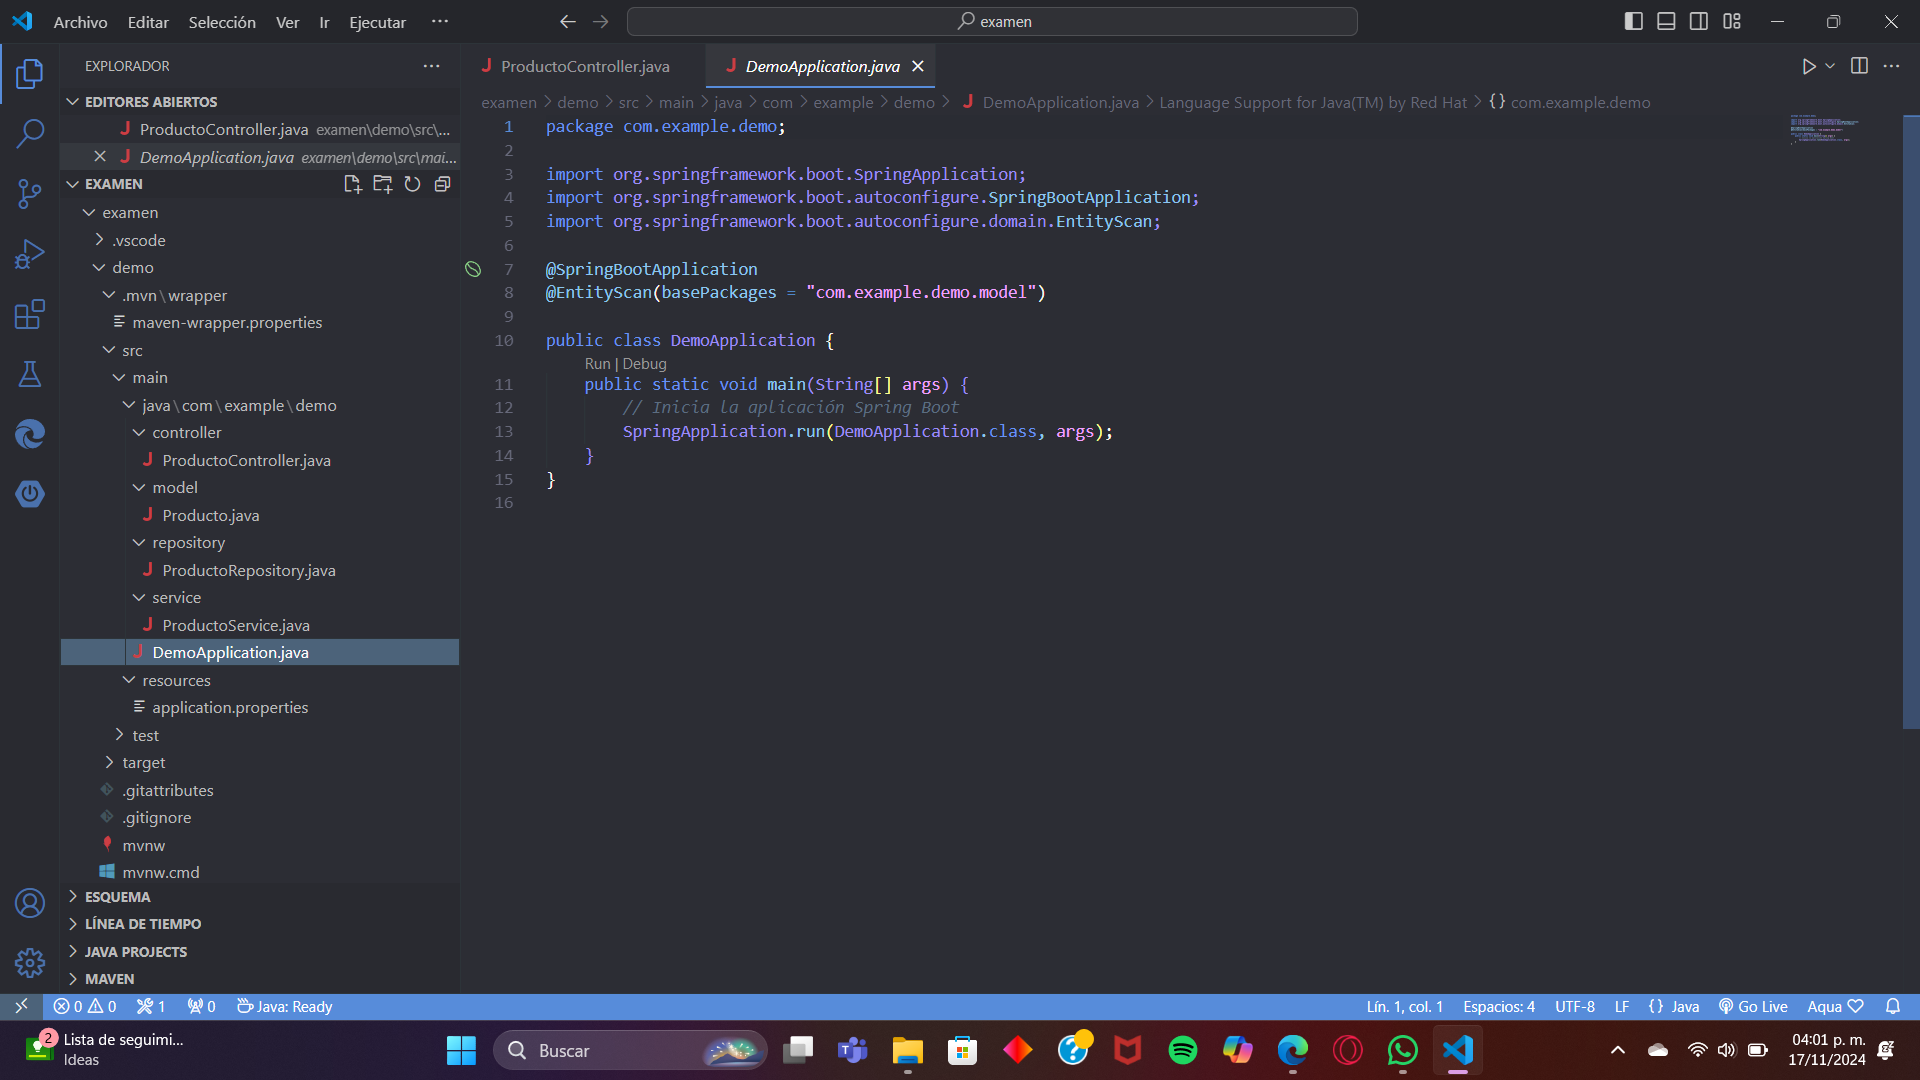 Archivo Editar Selección Ver Ir Ejecutar ···
examen
EXPLORADOR
EDITORES ABIERTOS
ProductoController.java examen\demo\src\...
DemoApplication.java examen\demo\src\mai...
EXAMEN
examen
.vscode
demo
.mvn\wrapper
maven-wrapper.properties
src
main
java\com\example\demo
controller
ProductoController.java
model
Producto.java
repository
ProductoRepository.java
service
ProductoService.java
DemoApplication.java
resources
application.properties
test
target
.gitattributes
.gitignore
mvnw
mvnw.cmd
ESQUEMA
LÍNEA DE TIEMPO
JAVA PROJECTS
MAVEN
ProductoController.java DemoApplication.java
examen > demo > src > main > java > com > example > demo > DemoApplication.java > Language Support for Java(TM) by Red Hat > {} com.example.demo
1 package com.example.demo;
2
3 import org.springframework.boot.SpringApplication;
4 import org.springframework.boot.autoconfigure.SpringBootApplication;
5 import org.springframework.boot.autoconfigure.domain.EntityScan;
6
7 @SpringBootApplication
8 @EntityScan(basePackages = "com.example.demo.model")
9
10 public class DemoApplication {
Run | Debug
11 public static void main(String[] args) {
12 // Inicia la aplicación Spring Boot
13 SpringApplication.run(DemoApplication.class, args);
14 }
15 }
16
0 0 1 0 Java: Ready Lín. 1, col. 1 Espacios: 4 UTF-8 LF {} Java Go Live Aqua
2 Lista de seguimi...
Ideas
Buscar
04:01 p. m.
17/11/2024